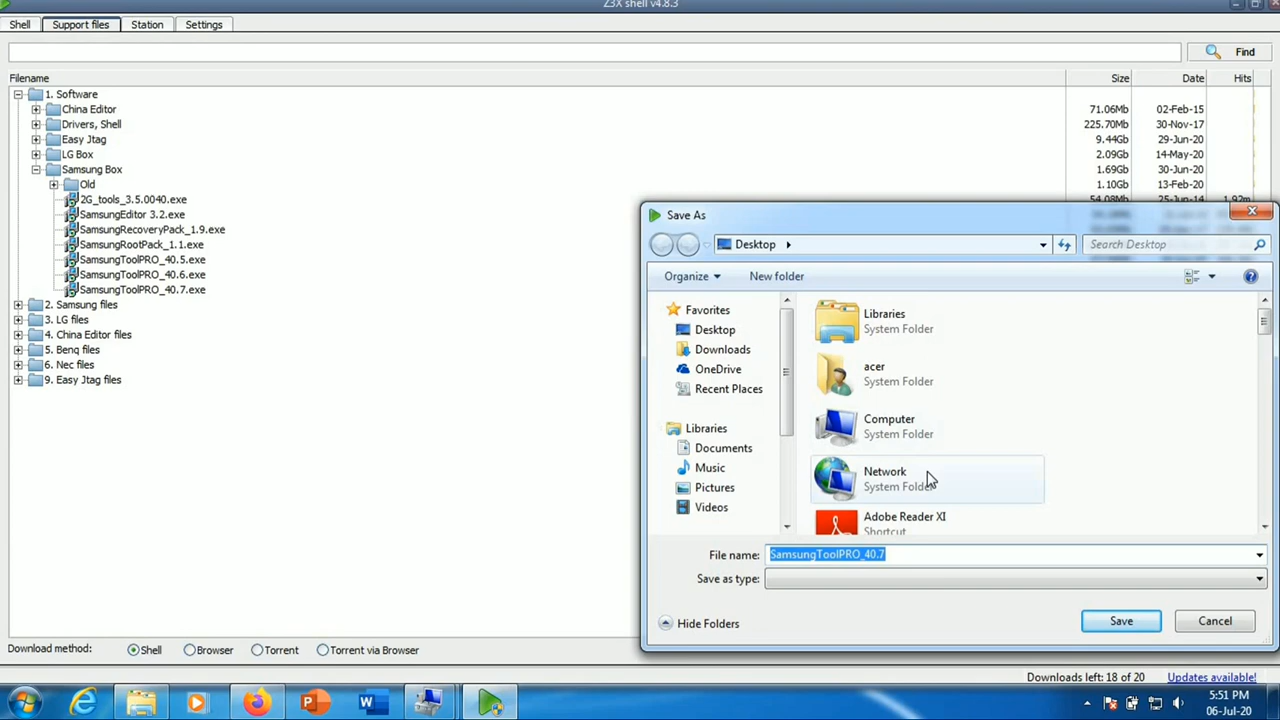 Z3X shell v4.8.3
Shell Support files Station Settings
Find
Filename Size Date Hits
1. Software
China Editor 71.06Mb 02-Feb-15
Drivers, Shell 225.70Mb 30-Nov-17
Easy Jtag 9.44Gb 29-Jun-20
LG Box 2.09Gb 14-May-20
Samsung Box 1.69Gb 30-Jun-20
Old 1.10Gb 13-Feb-20
2G_tools_3.5.0040.exe 54.08Mb 25-Jun-14 1.92m
SamsungEditor 3.2.exe
SamsungRecoveryPack_1.9.exe
SamsungRootPack_1.1.exe
SamsungToolPRO_40.5.exe
SamsungToolPRO_40.6.exe
SamsungToolPRO_40.7.exe
2. Samsung files
3. LG files
4. China Editor files
5. Benq files
6. Nec files
9. Easy Jtag files
Save As
Desktop
Search Desktop
Organize New folder
Favorites
Desktop
Downloads
OneDrive
Recent Places
Libraries
Documents
Music
Pictures
Videos
Libraries
System Folder
acer
System Folder
Computer
System Folder
Network
System Folder
Adobe Reader XI
Shortcut
File name: SamsungToolPRO_40.7
Save as type:
Hide Folders Save Cancel
Download method: Shell Browser Torrent Torrent via Browser
Downloads left: 18 of 20 Updates available!
5:51 PM
06-Jul-20